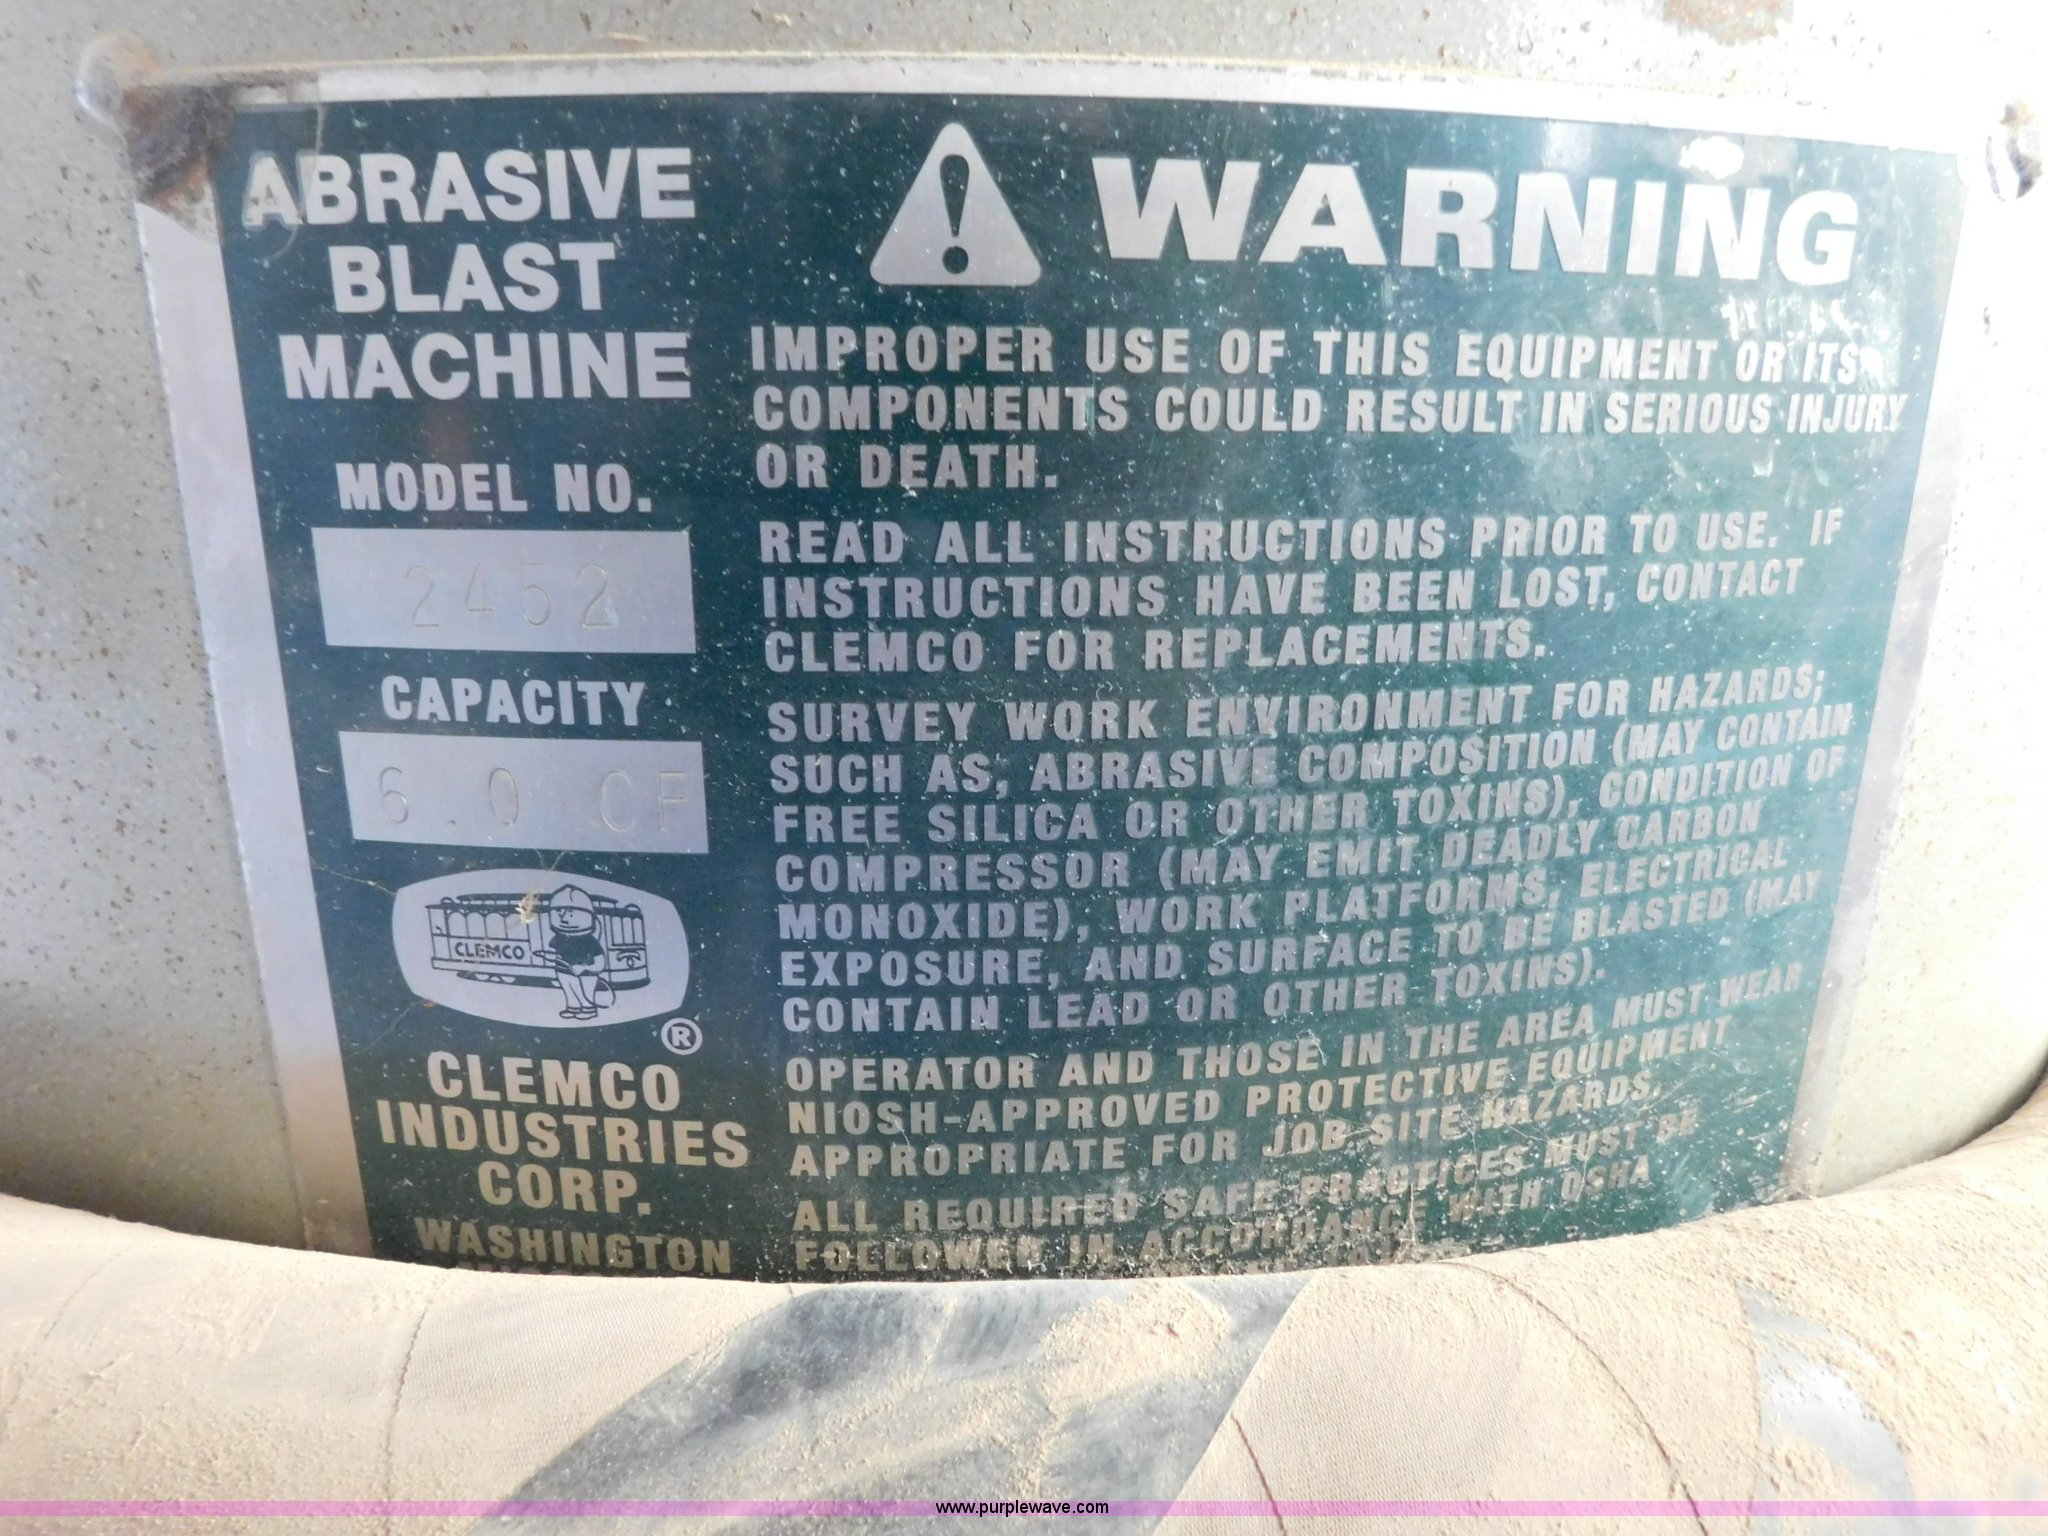 ABRASIVE
BLAST
MACHINE
MODEL NO.
2452
CAPACITY
6.0 CF
CLEMCO
®
CLEMCO
INDUSTRIES
CORP.
WASHINGTON
WARNING
IMPROPER USE OF THIS EQUIPMENT OR ITS
COMPONENTS COULD RESULT IN SERIOUS INJURY
OR DEATH.
READ ALL INSTRUCTIONS PRIOR TO USE. IF
INSTRUCTIONS HAVE BEEN LOST, CONTACT
CLEMCO FOR REPLACEMENTS.
SURVEY WORK ENVIRONMENT FOR HAZARDS;
SUCH AS, ABRASIVE COMPOSITION (MAY CONTAIN
FREE SILICA OR OTHER TOXINS), CONDITION OF
COMPRESSOR (MAY EMIT DEADLY CARBON
MONOXIDE), WORK PLATFORMS, ELECTRICAL
EXPOSURE, AND SURFACE TO BE BLASTED (MAY
CONTAIN LEAD OR OTHER TOXINS).
OPERATOR AND THOSE IN THE AREA MUST WEAR
NIOSH-APPROVED PROTECTIVE EQUIPMENT
APPROPRIATE FOR JOB SITE HAZARDS.
ALL REQUIRED SAFE PRACTICES MUST BE
FOLLOWED IN ACCORDANCE WITH OSHA
www.purplewave.com